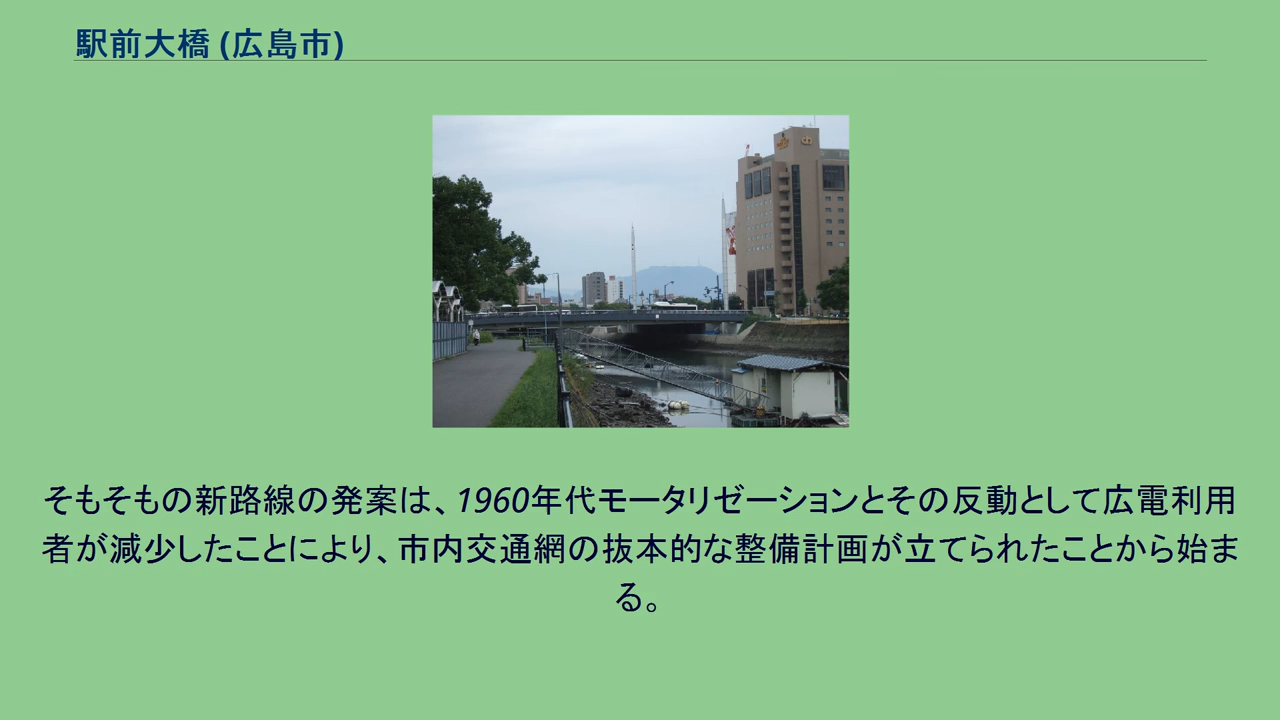 駅前大橋 (広島市)
そもそもの新路線の発案は、1960年代モータリゼーションとその反動として広電利用
者が減少したことにより、市内交通網の抜本的な整備計画が立てられたことから始ま
る。